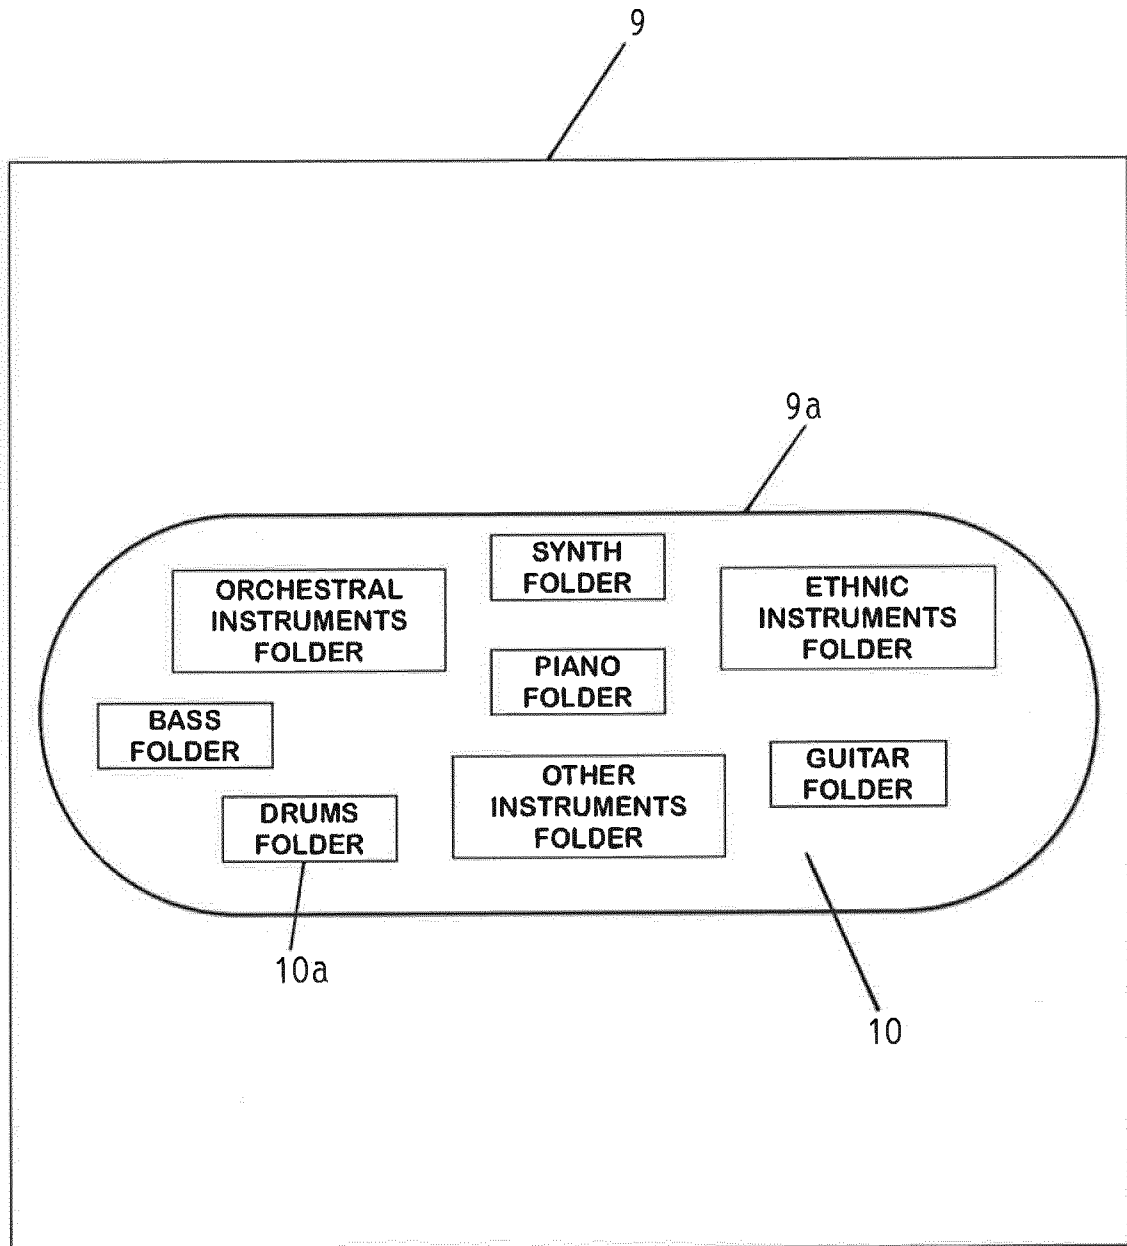 9
9a
SYNTH
FOLDER
ORCHESTRAL
INSTRUMENTS
FOLDER
ETHNIC
INSTRUMENTS
FOLDER
PIANO
FOLDER
BASS
FOLDER
OTHER
INSTRUMENTS
FOLDER
GUITAR
FOLDER
DRUMS
FOLDER
10a
10